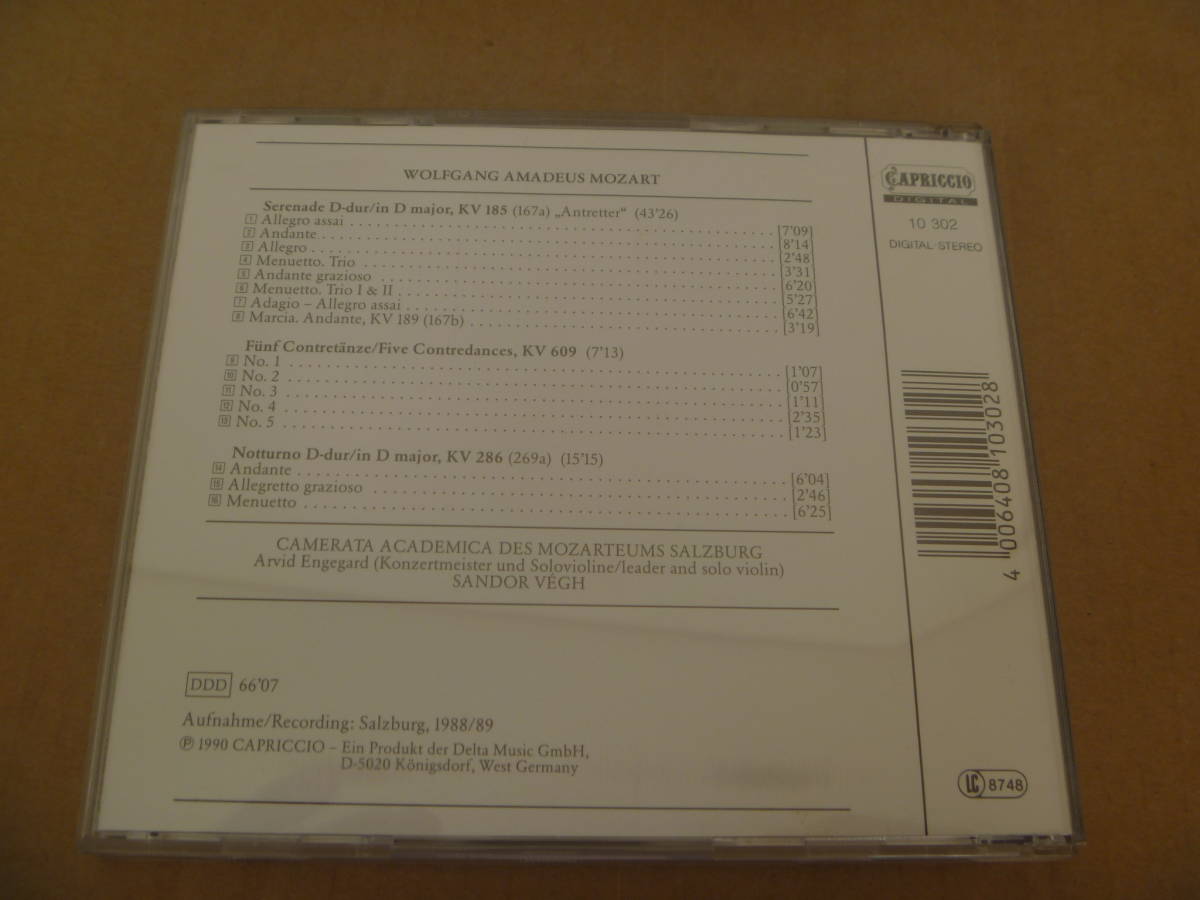 WOLFGANG AMADEUS MOZART
Serenade D-dur/in D major, KV 185 (167a) „Antretter“ (43'26)
1 Allegro assai [7'09]
2 Andante [8'14]
3 Allegro [2'48]
4 Menuetto. Trio [3'31]
5 Andante grazioso [6'20]
6 Menuetto. Trio I & II [5'27]
7 Adagio – Allegro assai [6'42]
8 Marcia. Andante, KV 189 (167b) [3'19]
Fünf Contretänze/Five Contredances, KV 609 (7'13)
9 No. 1 [1'07]
10 No. 2 [0'57]
11 No. 3 [1'11]
12 No. 4 [2'35]
13 No. 5 [1'23]
Notturno D-dur/in D major, KV 286 (269a) (15'15)
14 Andante [6'04]
15 Allegretto grazioso [2'46]
16 Menuetto [6'25]
CAMERATA ACADEMICA DES MOZARTEUMS SALZBURG
Arvid Engegard (Konzertmeister und Solovioline/leader and solo violin)
SANDOR VÉGH
DDD 66'07
Aufnahme/Recording: Salzburg, 1988/89
℗ 1990 CAPRICCIO – Ein Produkt der Delta Music GmbH,
D-5020 Königsdorf, West Germany
CAPRICCIO
DIGITAL
10 302
DIGITAL-STEREO
4 006408 103028
LC 8748